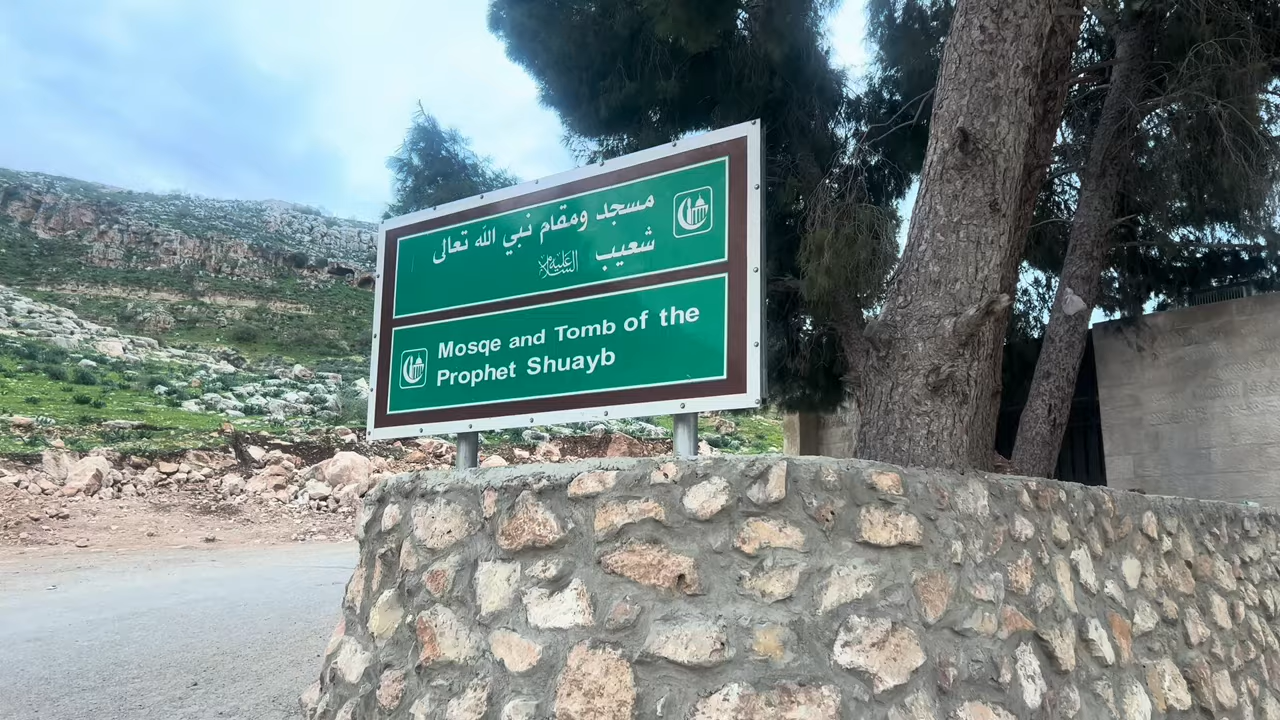 مسجد ومقام نبي الله تعالى
شعيب عليه السلام
Mosqe and Tomb of the
Prophet Shuayb